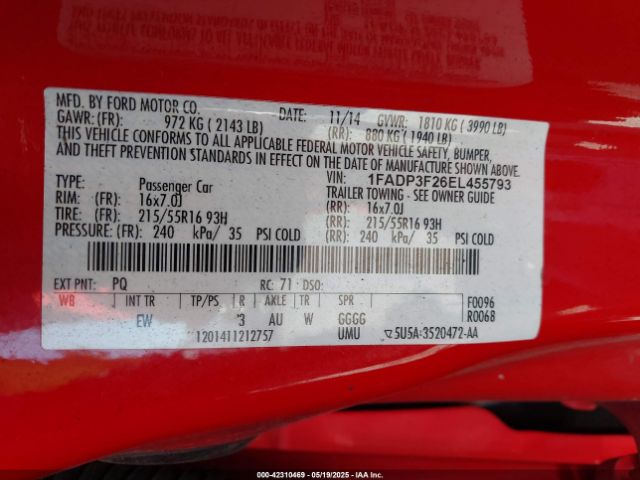 MFD. BY FORD MOTOR CO. DATE: 11/14 GVWR: 1810 KG ( 3990 LB)
GAWR: (FR): 972 KG ( 2143 LB) (RR): 880 KG ( 1940 LB)
THIS VEHICLE CONFORMS TO ALL APPLICABLE FEDERAL MOTOR VEHICLE SAFETY, BUMPER,
AND THEFT PREVENTION STANDARDS IN EFFECT ON THE DATE OF MANUFACTURE SHOWN ABOVE.
VIN: 1FADP3F26EL455793
TYPE: Passenger Car TRAILER TOWING - SEE OWNER GUIDE
RIM: (FR): 16x7.0J (RR): 16x7.0J
TIRE: (FR): 215/55R16 93H (RR): 215/55R16 93H
PRESSURE: (FR): 240 kPa/ 35 PSI COLD (RR): 240 kPa/ 35 PSI COLD
EXT PNT: PQ RC: 71 DSO:
WB INT TR TP/PS R AXLE TR SPR F0096
EW 3 AU W GGGG R0068
1201411212757 UMU 5U5A-3520472-AA
000-42310469 - 05/19/2025 - IAAI.COM